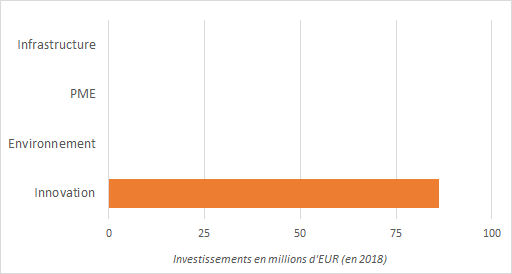 Infrastructure
PME
Environnement
Innovation
0 25 50 75 100
Investissements en millions d'EUR (en 2018)